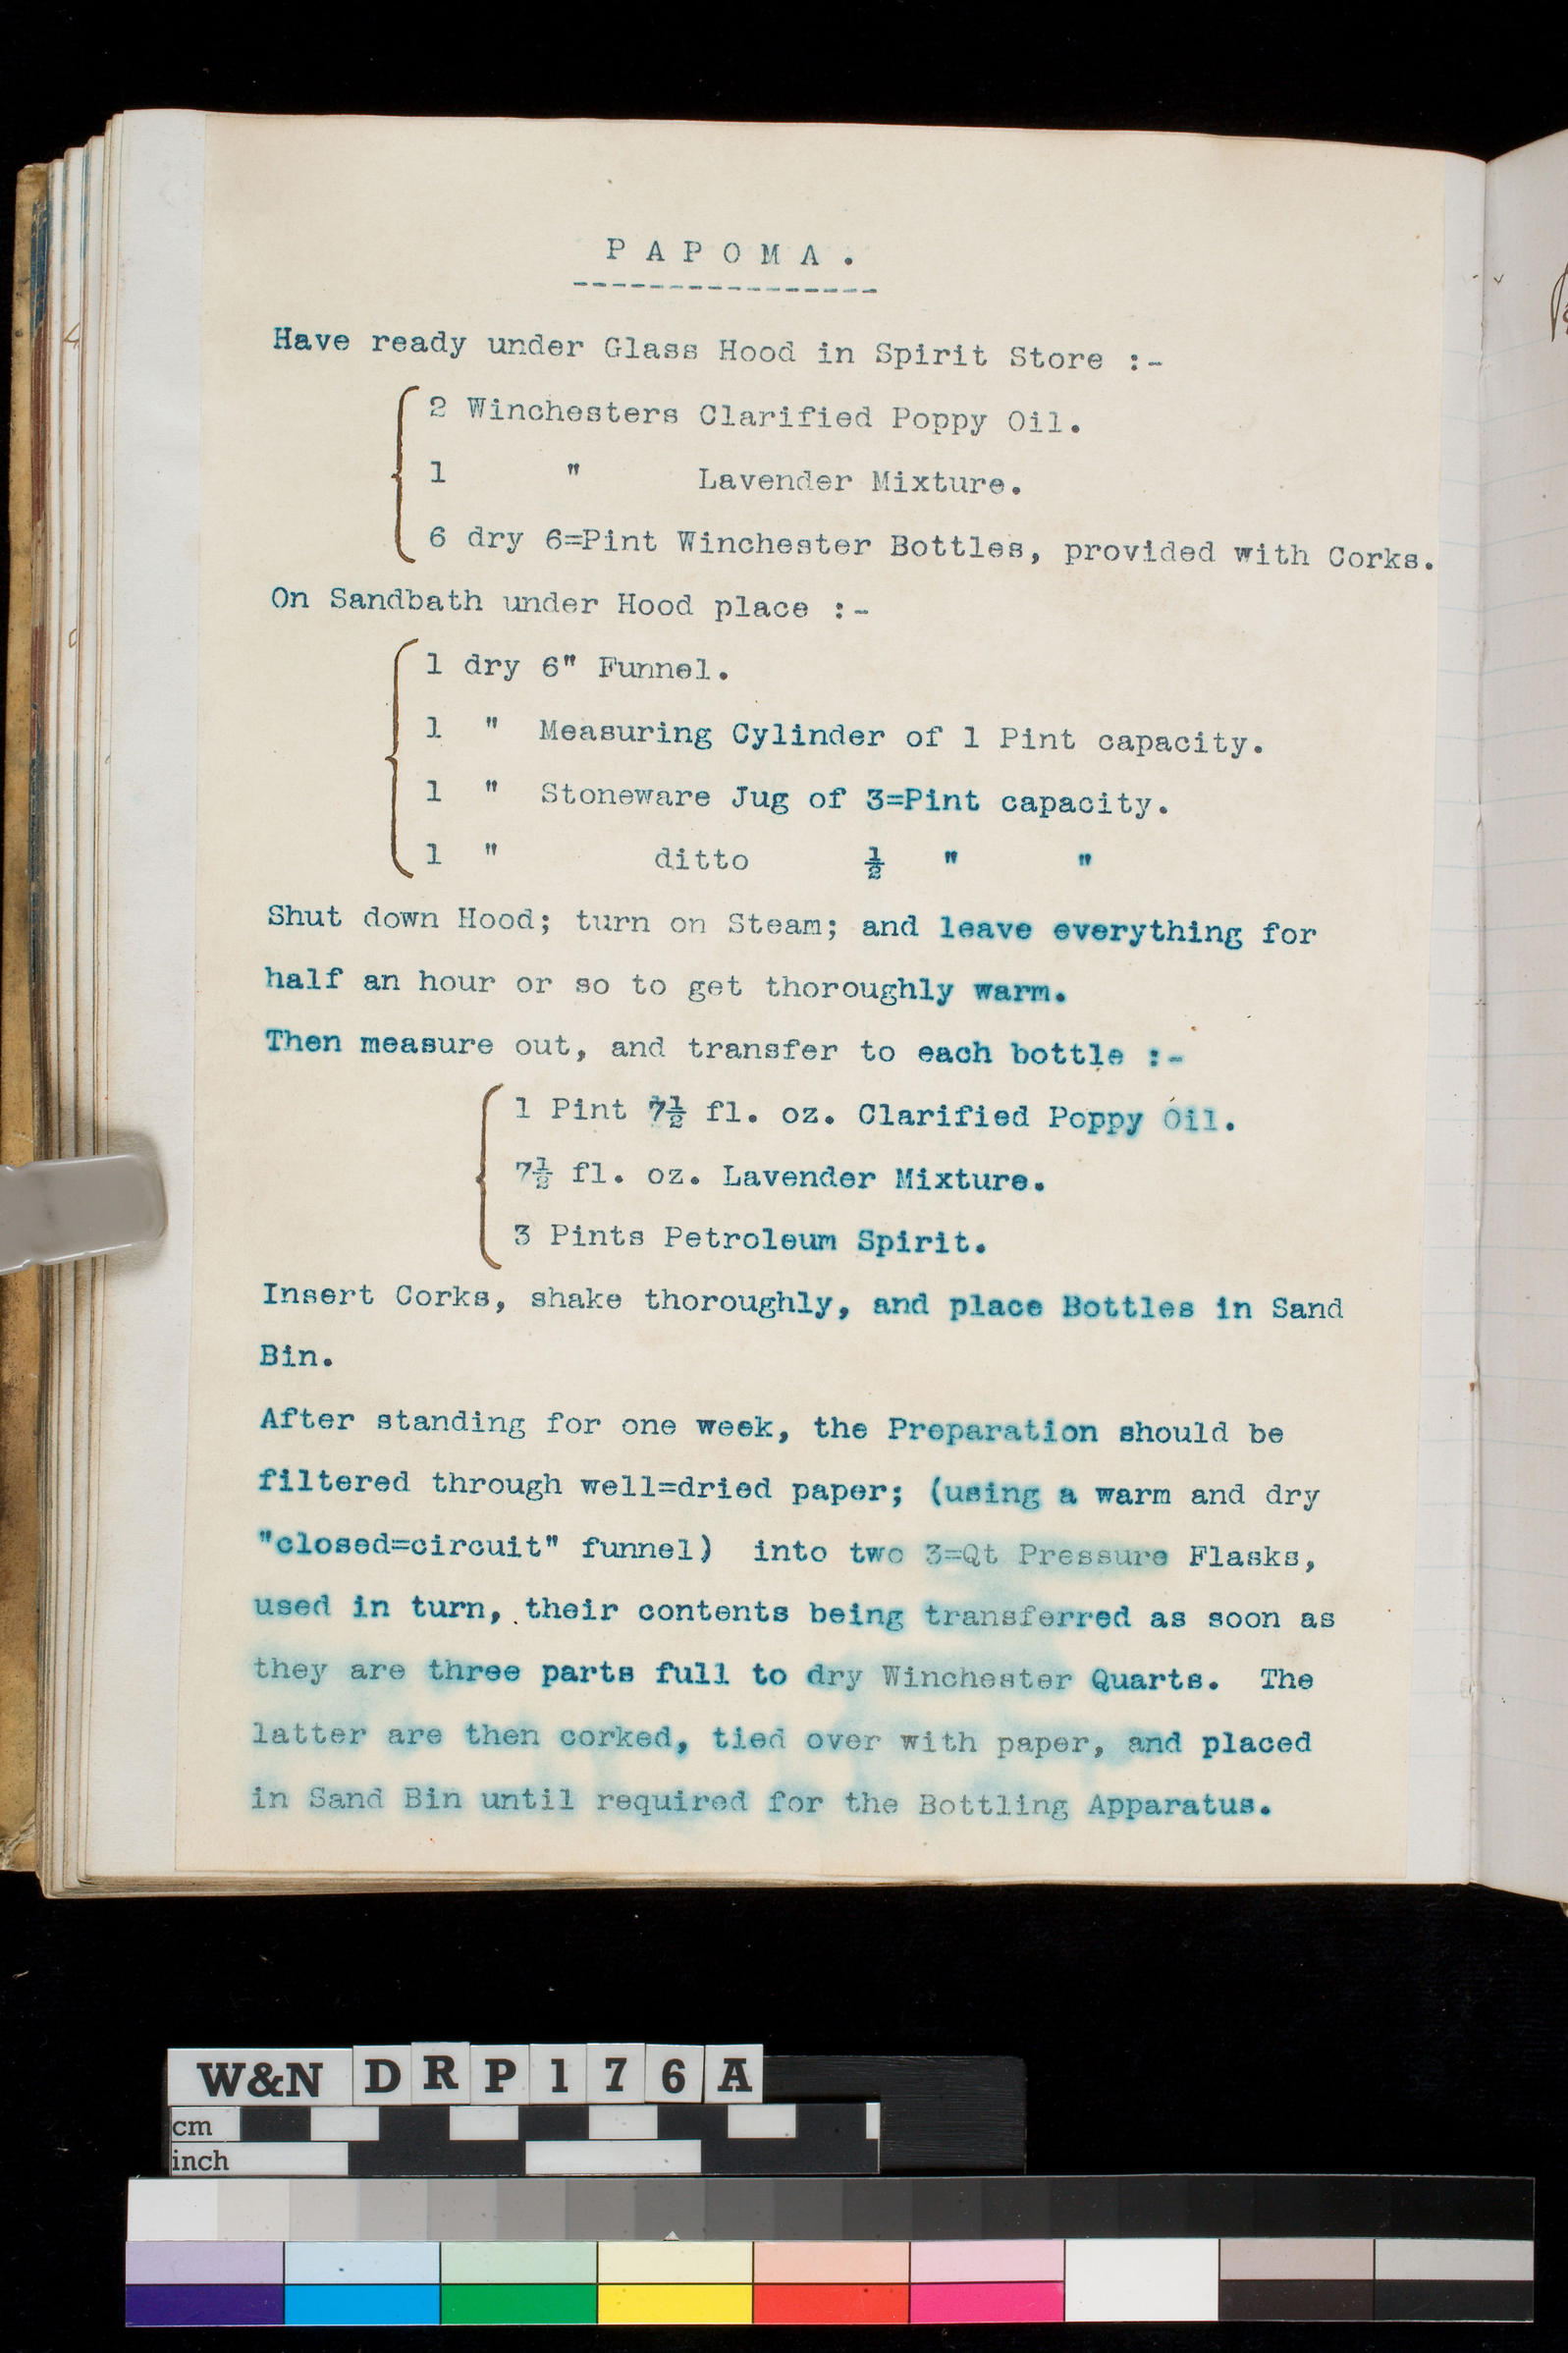 P A P O M A .
Have ready under Glass Hood in Spirit Store :-
2 Winchesters Clarified Poppy Oil.
1 " Lavender Mixture.
6 dry 6=Pint Winchester Bottles, provided with Corks.
On Sandbath under Hood place :-
1 dry 6" Funnel.
1 " Measuring Cylinder of 1 Pint capacity.
1 " Stoneware Jug of 3=Pint capacity.
1 " ditto ½ " "
Shut down Hood; turn on Steam; and leave everything for
half an hour or so to get thoroughly warm.
Then measure out, and transfer to each bottle :-
1 Pint 7½ fl. oz. Clarified Poppy Oil.
7½ fl. oz. Lavender Mixture.
3 Pints Petroleum Spirit.
Insert Corks, shake thoroughly, and place Bottles in Sand
Bin.
After standing for one week, the Preparation should be
filtered through well=dried paper; (using a warm and dry
"closed=circuit" funnel) into two 3=Qt Pressure Flasks,
used in turn, their contents being transferred as soon as
they are three parts full to dry Winchester Quarts. The
latter are then corked, tied over with paper, and placed
in Sand Bin until required for the Bottling Apparatus.
W&N DRP176A
cm
inch